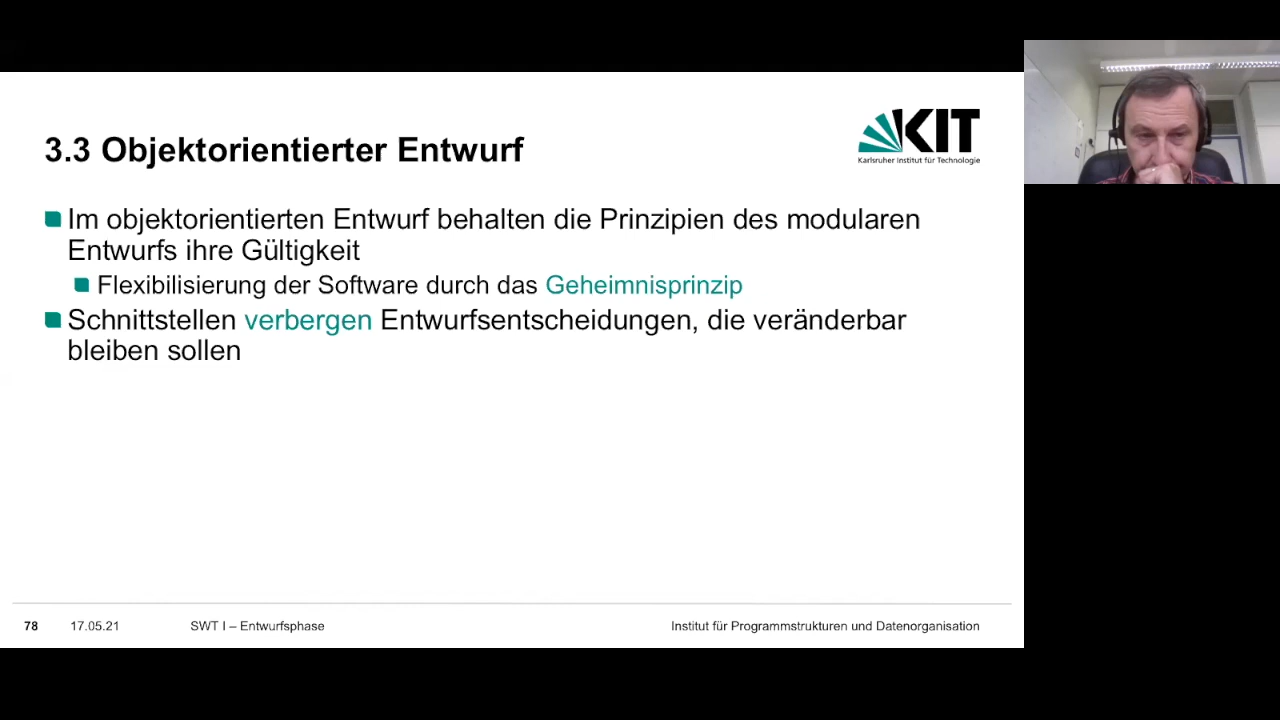 3.3 Objektorientierter Entwurf
KIT
Karlsruher Institut für Technologie
Im objektorientierten Entwurf behalten die Prinzipien des modularen
Entwurfs ihre Gültigkeit
Flexibilisierung der Software durch das Geheimnisprinzip
Schnittstellen verbergen Entwurfsentscheidungen, die veränderbar
bleiben sollen
78 17.05.21 SWT I – Entwurfsphase Institut für Programmstrukturen und Datenorganisation